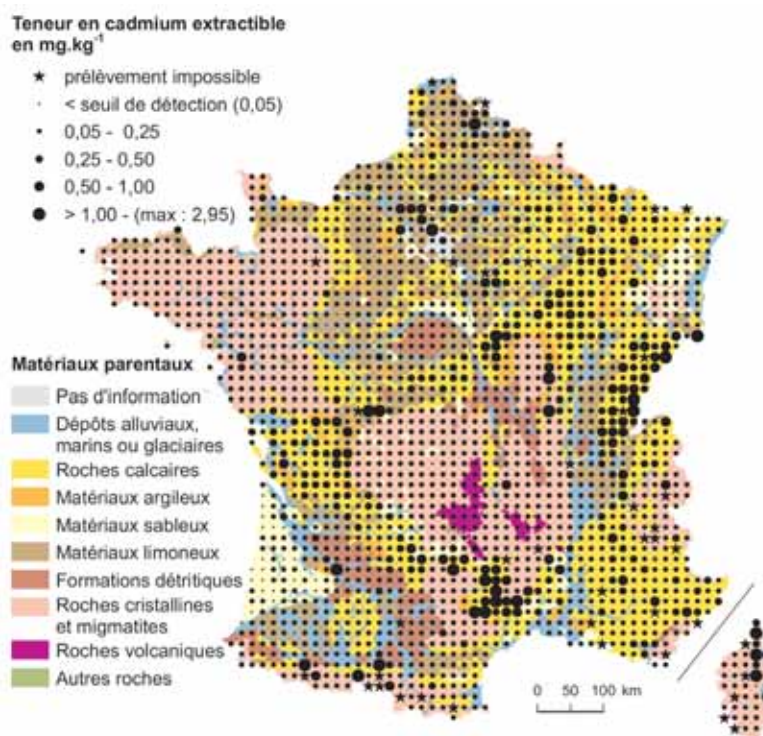 Teneur en cadmium extractible
en mg.kg⁻¹
prélèvement impossible
< seuil de détection (0,05)
0,05 - 0,25
0,25 - 0,50
0,50 - 1,00
> 1,00 - (max : 2,95)
Matériaux parentaux
Pas d'information
Dépôts alluviaux,
marins ou glaciaires
Roches calcaires
Matériaux argileux
Matériaux sableux
Matériaux limoneux
Formations détritiques
Roches cristallines
et migmatites
Roches volcaniques
Autres roches
0 50 100 km